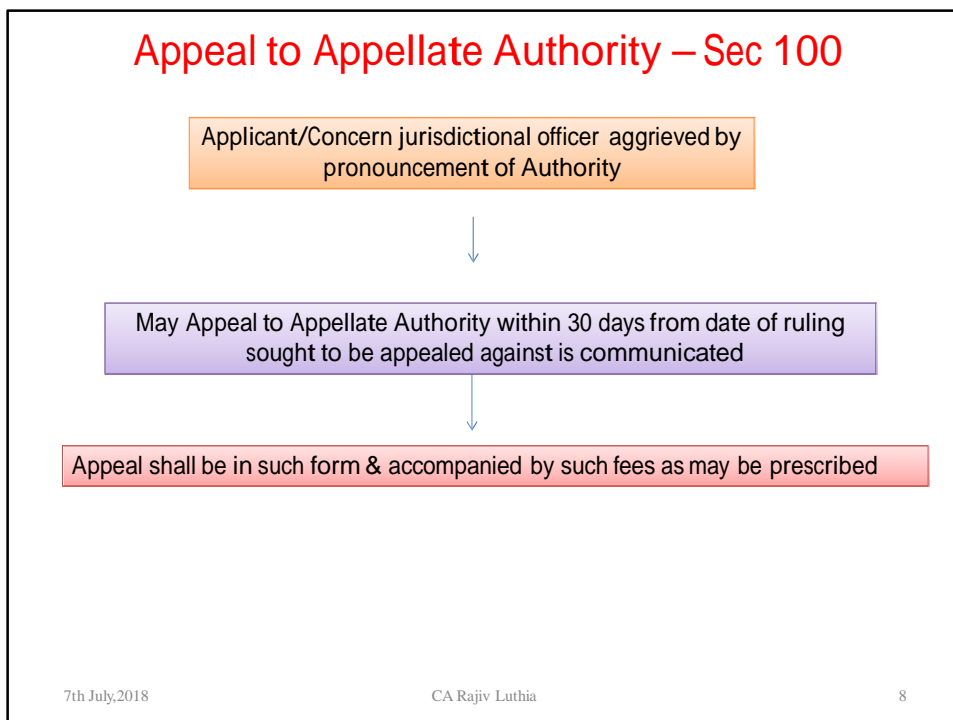 Appeal to Appellate Authority – Sec 100
Applicant/Concern jurisdictional officer aggrieved by
pronouncement of Authority
May Appeal to Appellate Authority within 30 days from date of ruling
sought to be appealed against is communicated
Appeal shall be in such form & accompanied by such fees as may be prescribed
7th July,2018
CA Rajiv Luthia
8